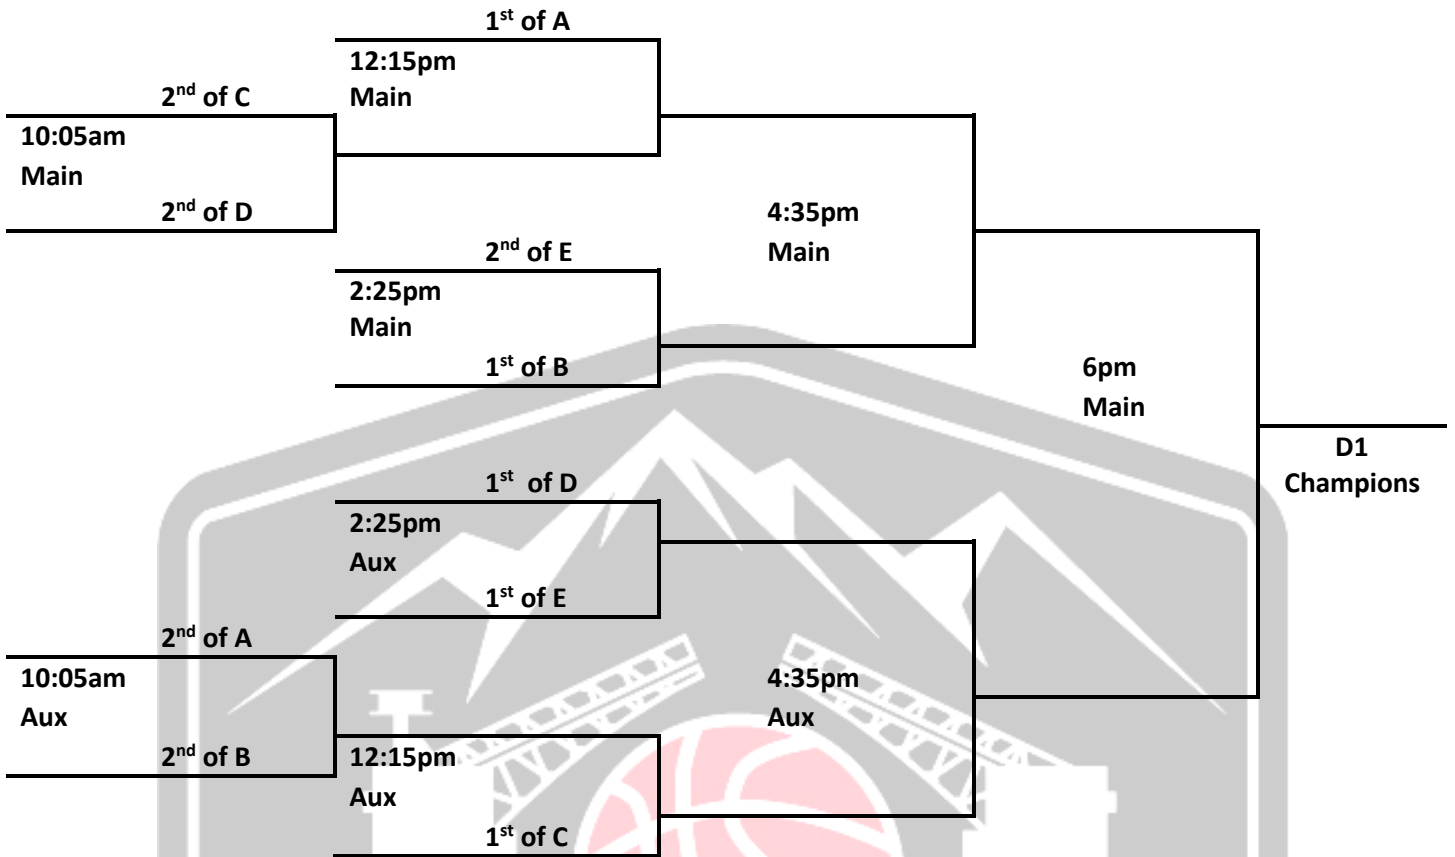 1st of A
12:15pm
Main
2nd of C
10:05am
Main
2nd of D
4:35pm
Main
2nd of E
2:25pm
Main
1st of B
6pm
Main
D1
Champions
1st  of D
2:25pm
Aux
1st of E
2nd of A
10:05am
Aux
2nd of B
4:35pm
Aux
12:15pm
Aux
1st of C